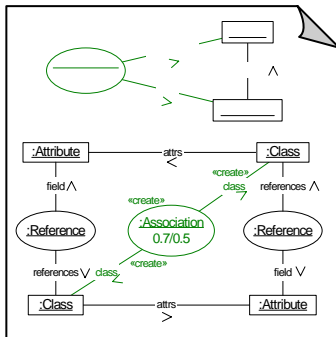 attrs
:Attribute
:Class
«create»
class
field
references
«create»
:Reference
:Association
0.7/0.5
:Reference
«create»
references
class
field
:Class
attrs
:Attribute